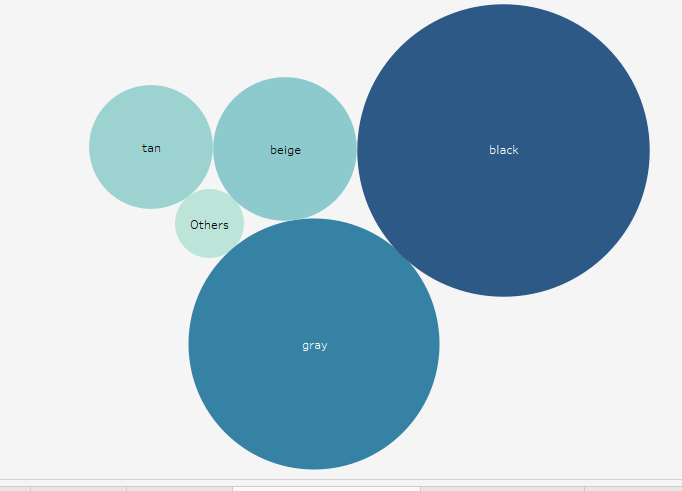 tan
beige
black
Others
gray